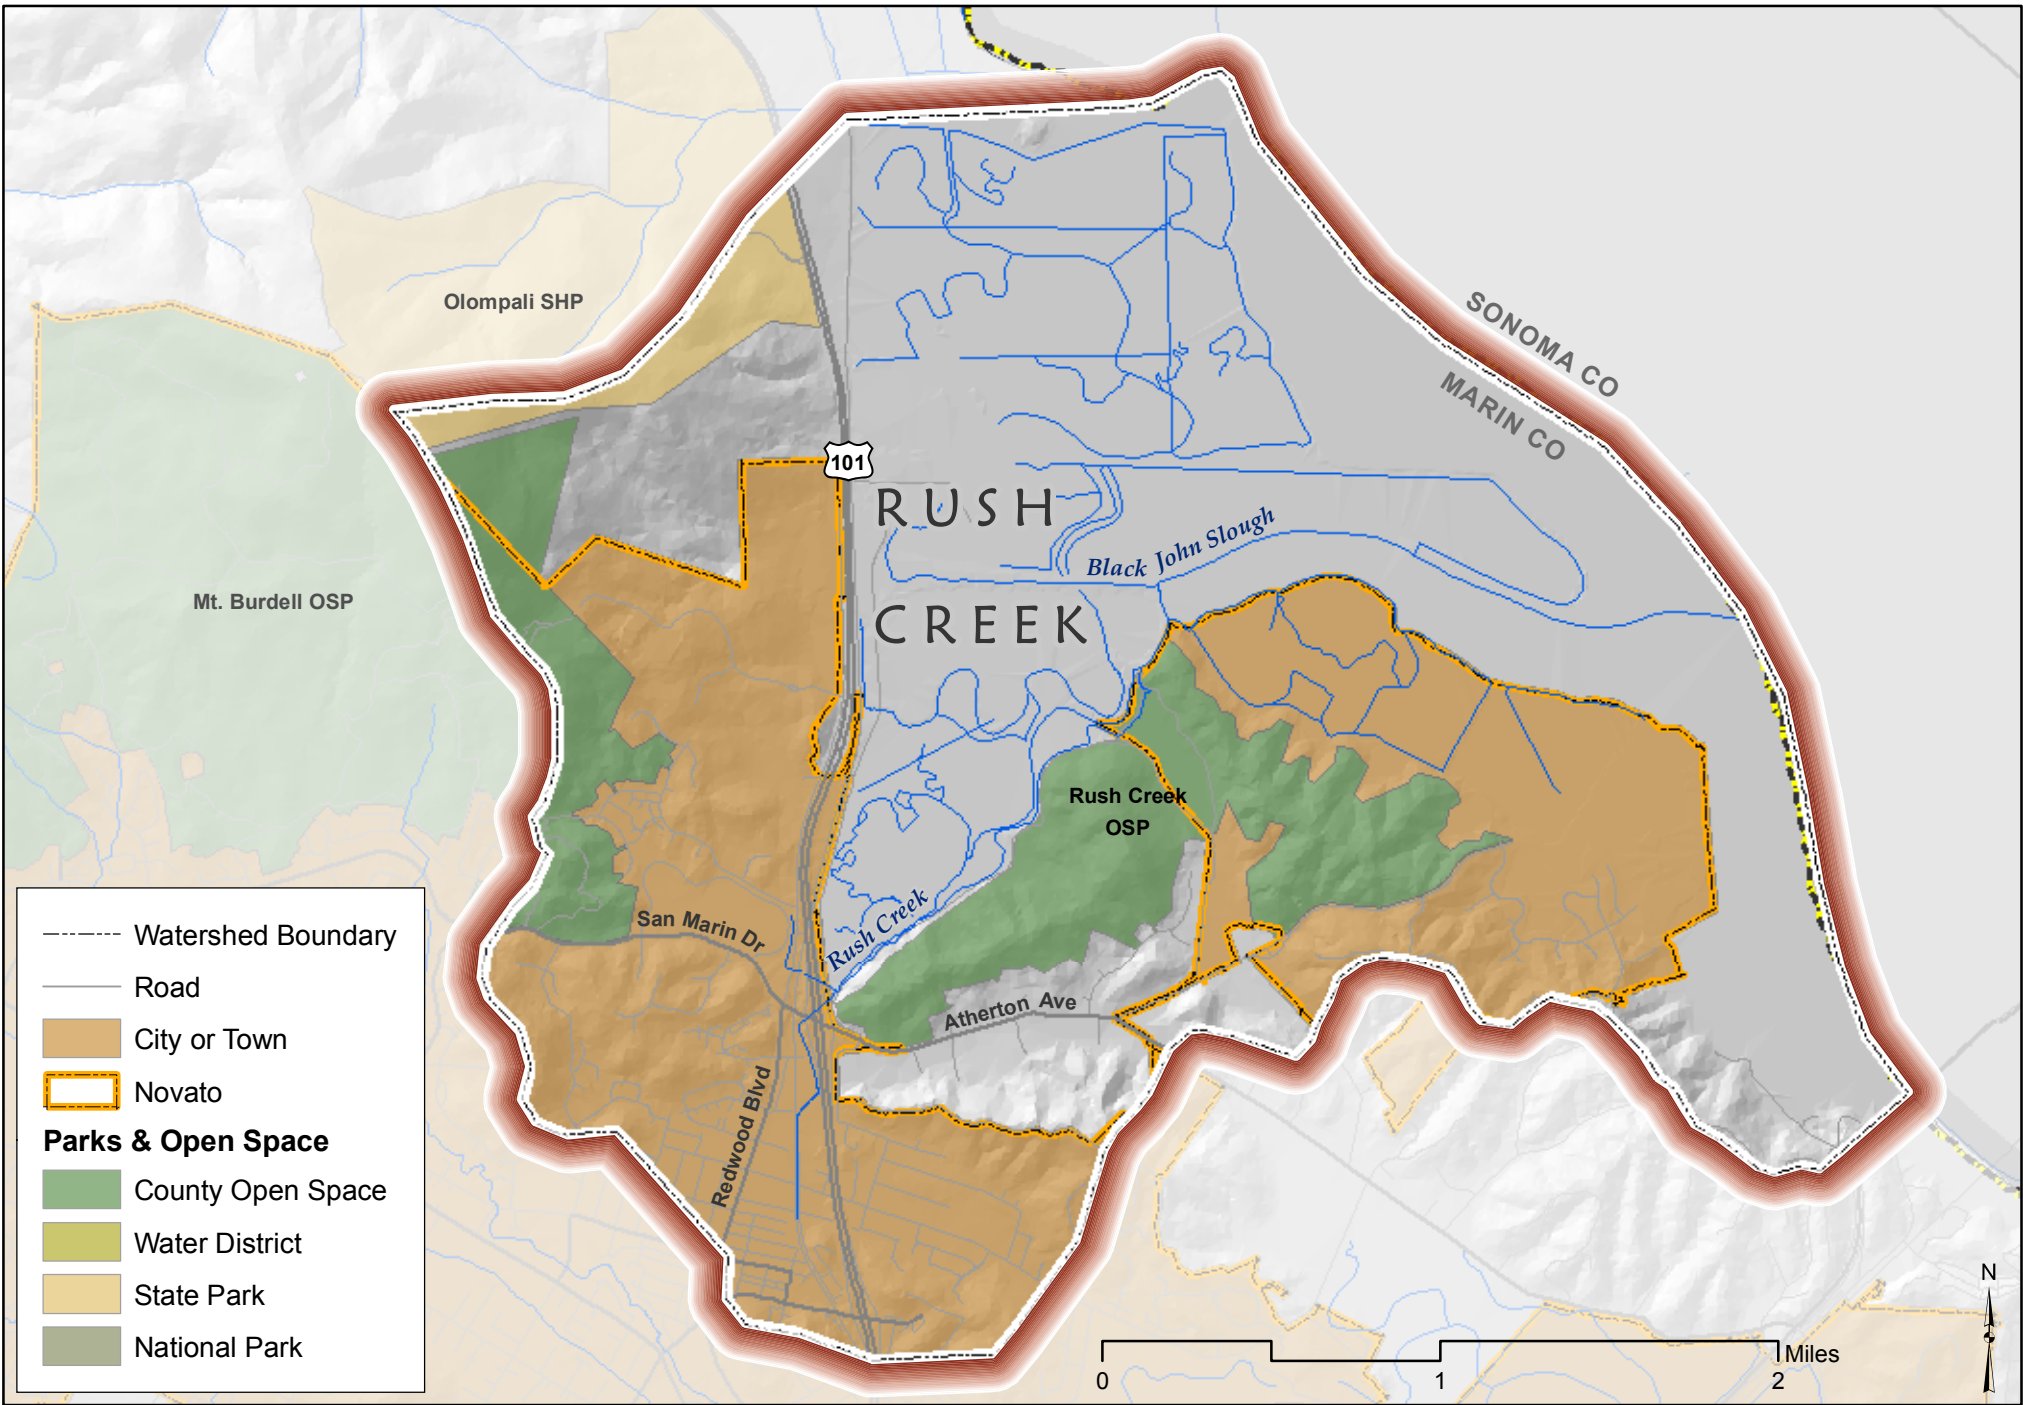 Olompali SHP
SONOMA CO
MARIN CO
101
RUSH
CREEK
Black John Slough
Mt. Burdell OSP
Rush Creek
OSP
San Marin Dr
Rush Creek
Atherton Ave
Redwood Blvd
Watershed Boundary
Road
City or Town
Novato
Parks & Open Space
County Open Space
Water District
State Park
National Park
N
Miles
0 1 2